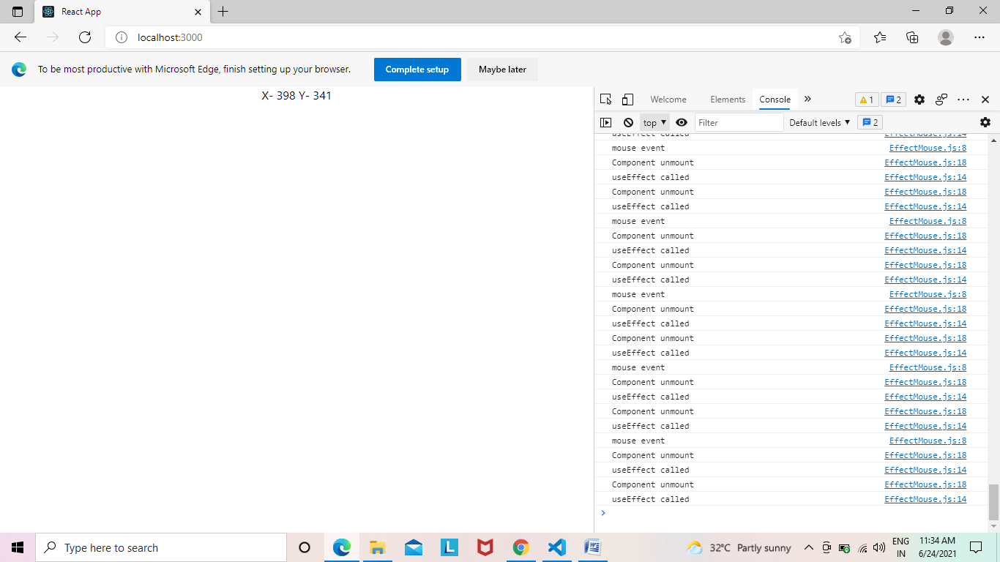 React App
localhost:3000
To be most productive with Microsoft Edge, finish setting up your browser. Complete setup Maybe later
X- 398 Y- 341
Welcome Elements Console 1 2
top Filter Default levels 2
useEffect called EffectMouse.js:14
mouse event EffectMouse.js:8
Component unmount EffectMouse.js:18
useEffect called EffectMouse.js:14
Component unmount EffectMouse.js:18
useEffect called EffectMouse.js:14
mouse event EffectMouse.js:8
Component unmount EffectMouse.js:18
useEffect called EffectMouse.js:14
Component unmount EffectMouse.js:18
useEffect called EffectMouse.js:14
mouse event EffectMouse.js:8
Component unmount EffectMouse.js:18
useEffect called EffectMouse.js:14
Component unmount EffectMouse.js:18
useEffect called EffectMouse.js:14
mouse event EffectMouse.js:8
Component unmount EffectMouse.js:18
useEffect called EffectMouse.js:14
Component unmount EffectMouse.js:18
useEffect called EffectMouse.js:14
mouse event EffectMouse.js:8
Component unmount EffectMouse.js:18
useEffect called EffectMouse.js:14
Component unmount EffectMouse.js:18
useEffect called EffectMouse.js:14
Type here to search L W 32°C Partly sunny
ENG 11:34 AM
IN 6/24/2021